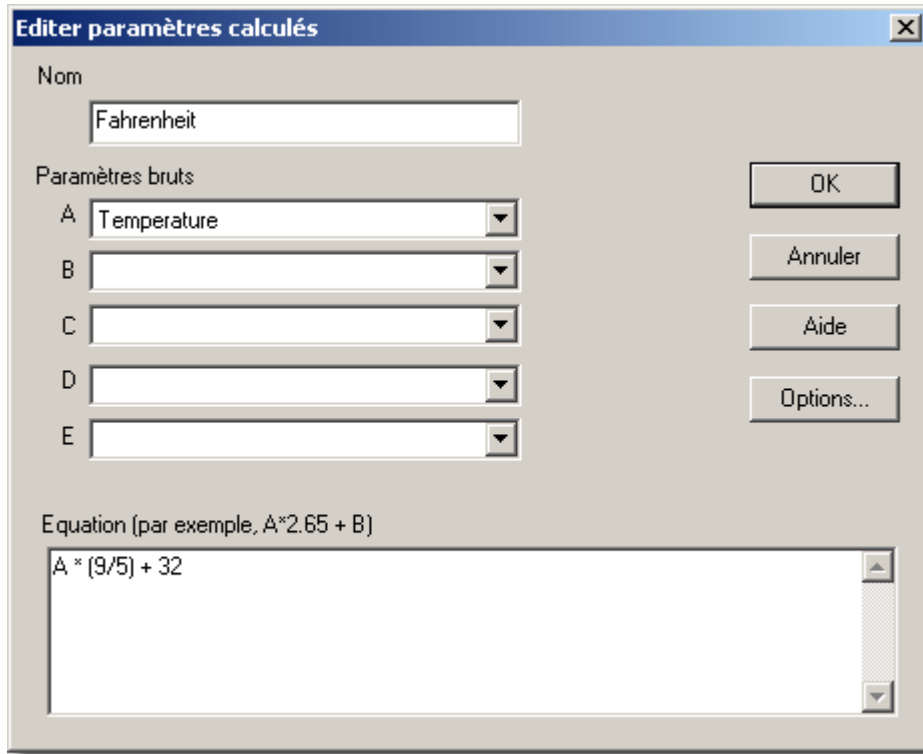 Editer paramètres calculés
Nom
Fahrenheit
Paramètres bruts
A Temperature
B
C
D
E
OK
Annuler
Aide
Options...
Equation (par exemple, A*2.65 + B)
A * (9/5) + 32